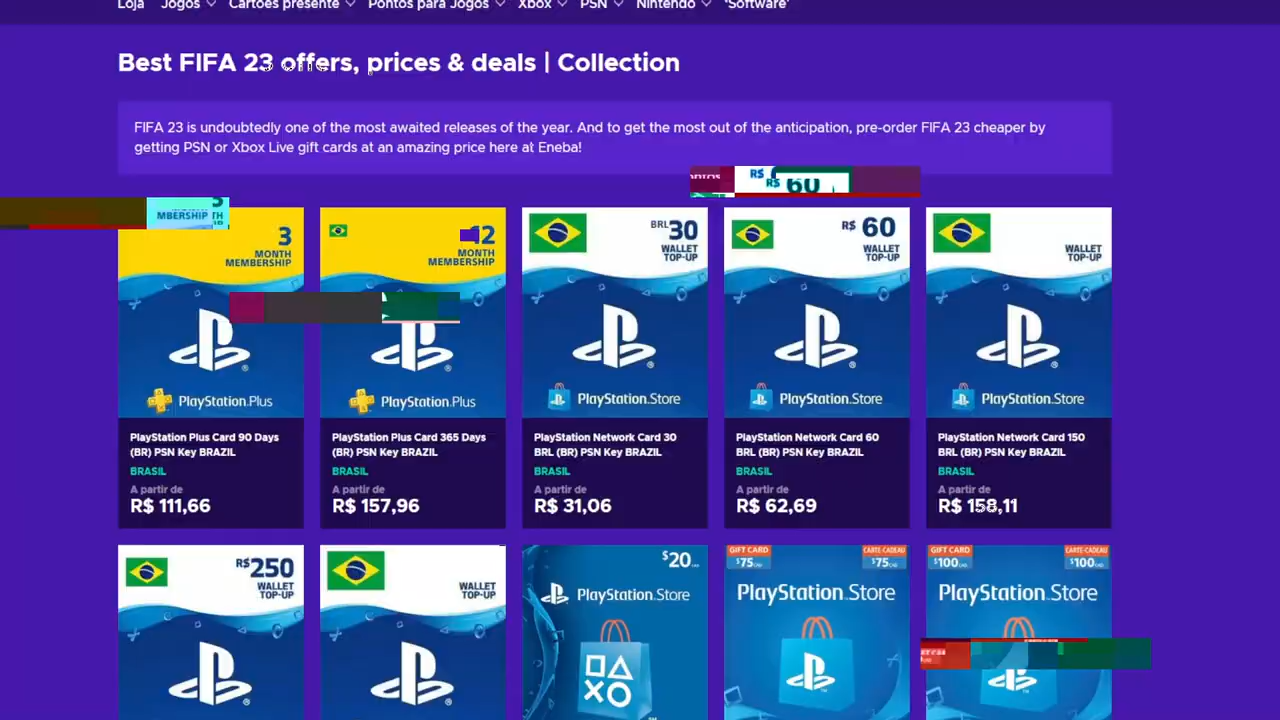 Loja Jogos Cartões presente Pontos para Jogos Xbox PSN Nintendo 'Software'
Best FIFA 23 offers, prices & deals | Collection
FIFA 23 is undoubtedly one of the most awaited releases of the year. And to get the most out of the anticipation, pre-order FIFA 23 cheaper by
getting PSN or Xbox Live gift cards at an amazing price here at Eneba!
R$
R$ 60
MBERSHIP
3
MONTH
MEMBERSHIP
PlayStation.Plus
PlayStation Plus Card 90 Days
(BR) PSN Key BRAZIL
BRASIL
A partir de
R$ 111,66
2
MONTH
MEMBERSHIP
PlayStation.Plus
PlayStation Plus Card 365 Days
(BR) PSN Key BRAZIL
BRASIL
A partir de
R$ 157,96
BRL 30
WALLET
TOP-UP
PlayStation.Store
PlayStation Network Card 30
BRL (BR) PSN Key BRAZIL
BRASIL
A partir de
R$ 31,06
R$ 60
WALLET
TOP-UP
PlayStation.Store
PlayStation Network Card 60
BRL (BR) PSN Key BRAZIL
BRASIL
A partir de
R$ 62,69
WALLET
TOP-UP
PlayStation.Store
PlayStation Network Card 150
BRL (BR) PSN Key BRAZIL
BRASIL
A partir de
R$ 158,11
R$250
WALLET
TOP-UP
WALLET
TOP-UP
$20
PlayStation.Store
GIFT CARD
$75
CARTE-CADEAU
$75
PlayStation.Store
GIFT CARD
$100
CARTE-CADEAU
$100
PlayStation.Store